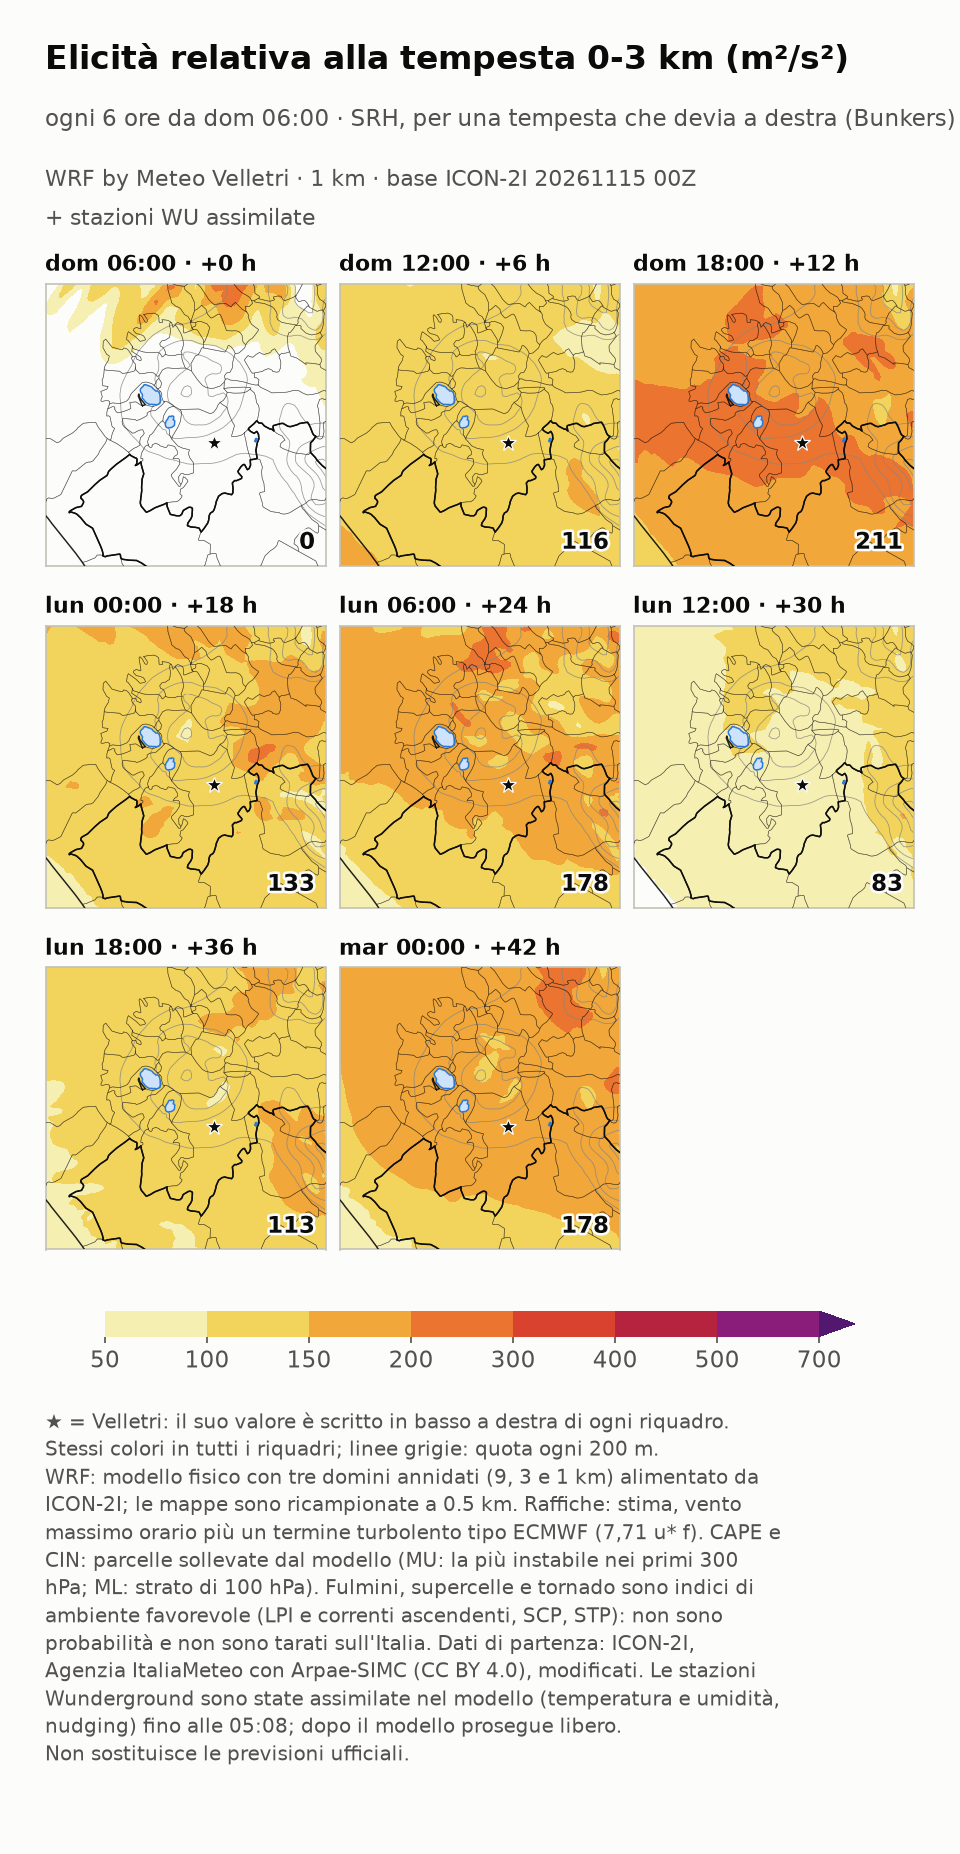 Elicità relativa alla tempesta 0-3 km (m²/s²)
ogni 6 ore da dom 06:00 · SRH, per una tempesta che devia a destra (Bunkers)
WRF by Meteo Velletri · 1 km · base ICON-2I 20261115 00Z
+ stazioni WU assimilate
dom 06:00 · +0 h
dom 12:00 · +6 h
dom 18:00 · +12 h
0
116
211
lun 00:00 · +18 h
lun 06:00 · +24 h
lun 12:00 · +30 h
133
178
83
lun 18:00 · +36 h
mar 00:00 · +42 h
113
178
50 100 150 200 300 400 500 700
★ = Velletri: il suo valore è scritto in basso a destra di ogni riquadro.
Stessi colori in tutti i riquadri; linee grigie: quota ogni 200 m.
WRF: modello fisico con tre domini annidati (9, 3 e 1 km) alimentato da
ICON-2I; le mappe sono ricampionate a 0.5 km. Raffiche: stima, vento
massimo orario più un termine turbolento tipo ECMWF (7,71 u* f). CAPE e
CIN: parcelle sollevate dal modello (MU: la più instabile nei primi 300
hPa; ML: strato di 100 hPa). Fulmini, supercelle e tornado sono indici di
ambiente favorevole (LPI e correnti ascendenti, SCP, STP): non sono
probabilità e non sono tarati sull'Italia. Dati di partenza: ICON-2I,
Agenzia ItaliaMeteo con Arpae-SIMC (CC BY 4.0), modificati. Le stazioni
Wunderground sono state assimilate nel modello (temperatura e umidità,
nudging) fino alle 05:08; dopo il modello prosegue libero.
Non sostituisce le previsioni ufficiali.